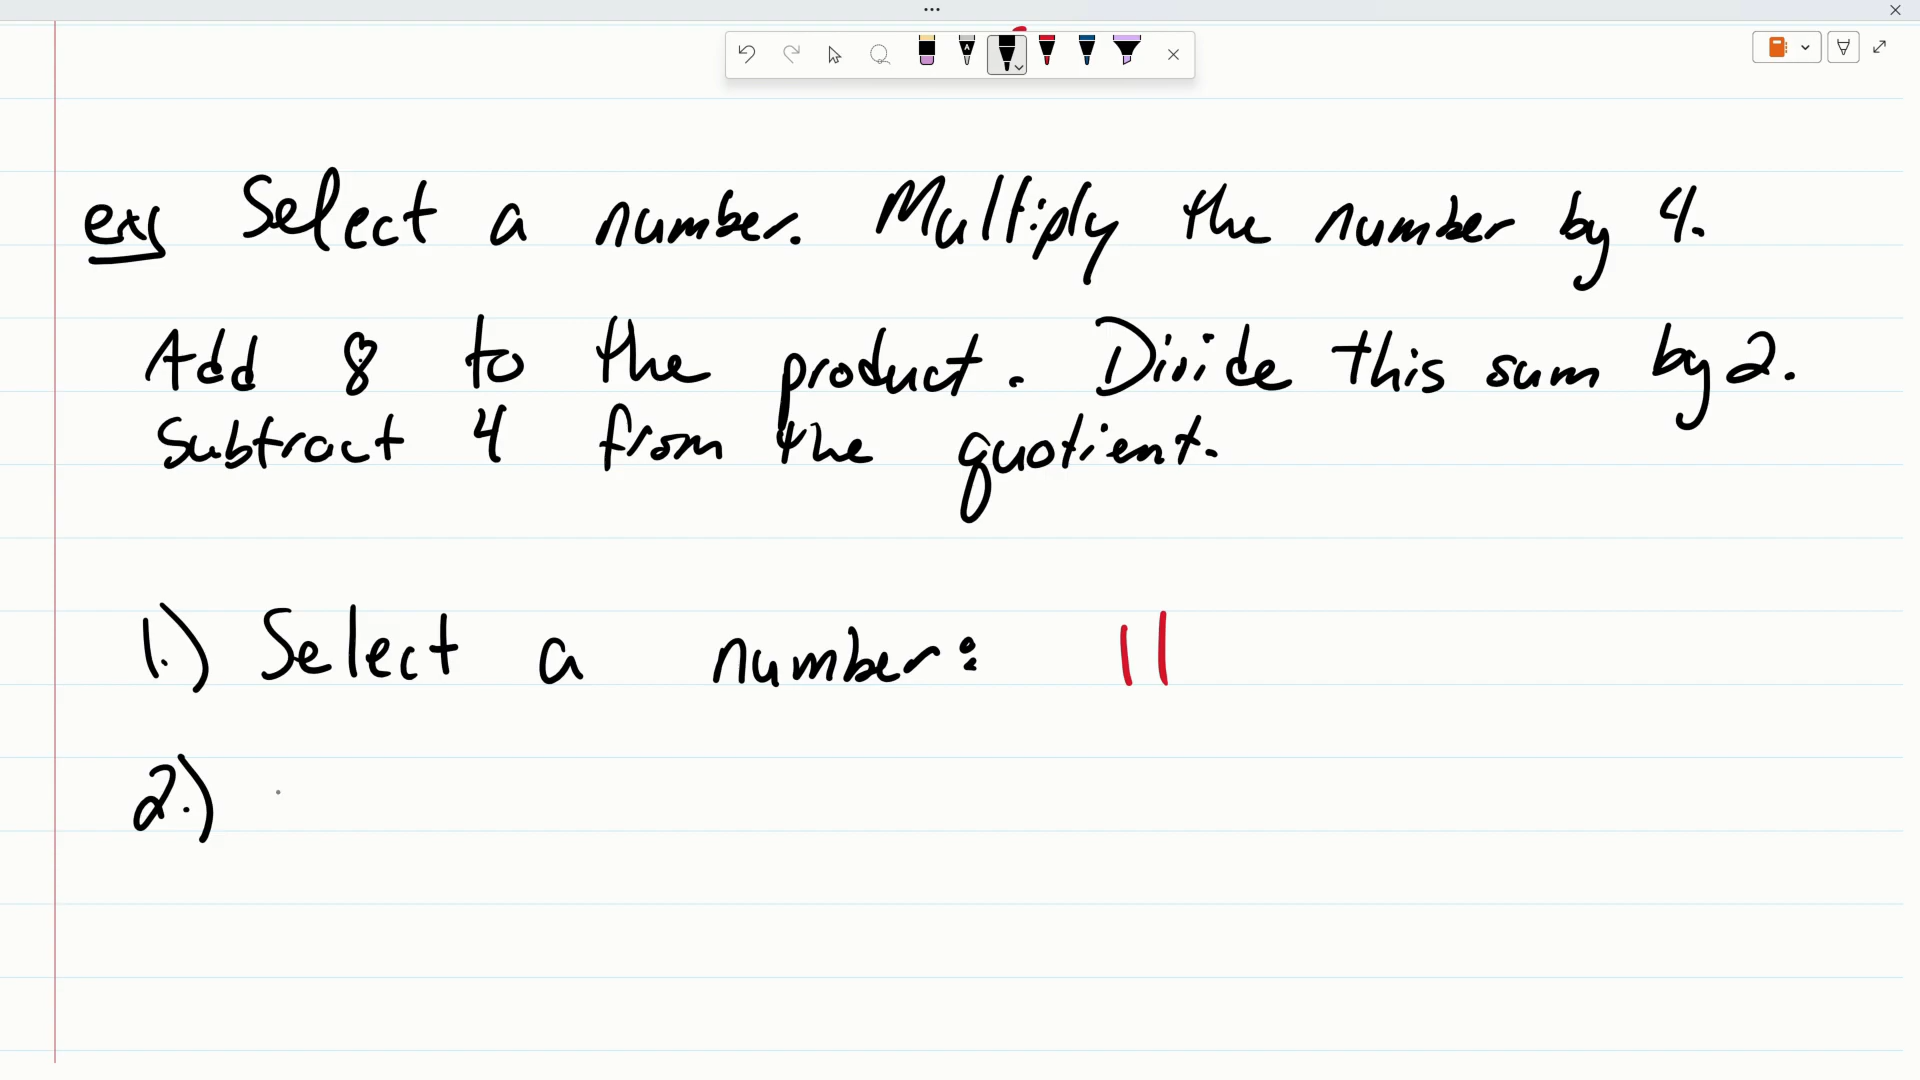 exs Select a number. Multiply the number by 4.
Add 8 to the product. Divide this sum by 2.
Subtract 4 from the quotient.
1.) Select a number: 11
2.)